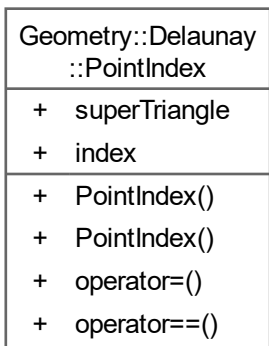 Geometry::Delaunay
::PointIndex
+ superTriangle
+ index
+ PointIndex()
+ PointIndex()
+ operator=()
+ operator==()